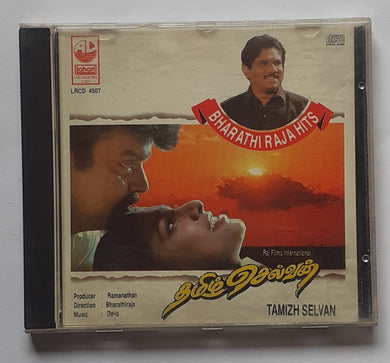 lahari
LRCD 4507
BHARATHI RAJA HITS
Raj Films International
தமிழ் செல்வன்
TAMIZH SELVAN
Producer : Ramanathan
Direction : Bharathiraja
Music : Deva